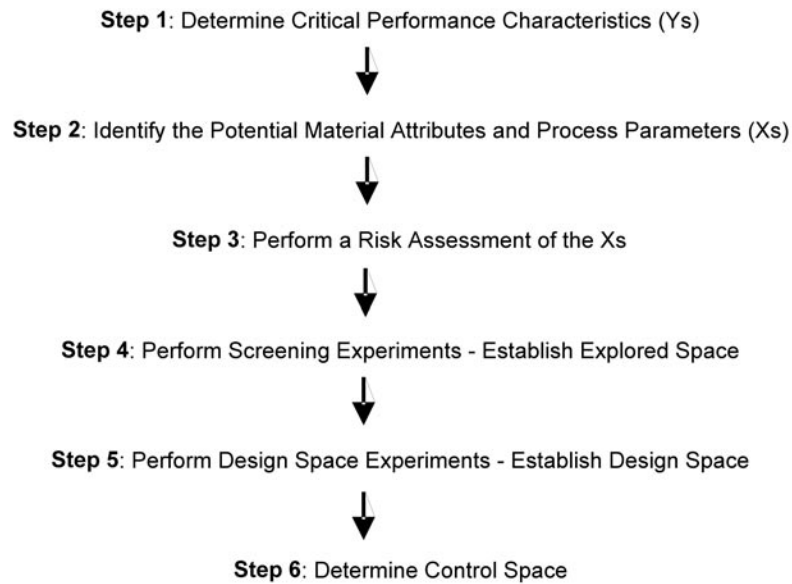 Step 1: Determine Critical Performance Characteristics (Ys)
Step 2: Identify the Potential Material Attributes and Process Parameters (Xs)
Step 3: Perform a Risk Assessment of the Xs
Step 4: Perform Screening Experiments - Establish Explored Space
Step 5: Perform Design Space Experiments - Establish Design Space
Step 6: Determine Control Space